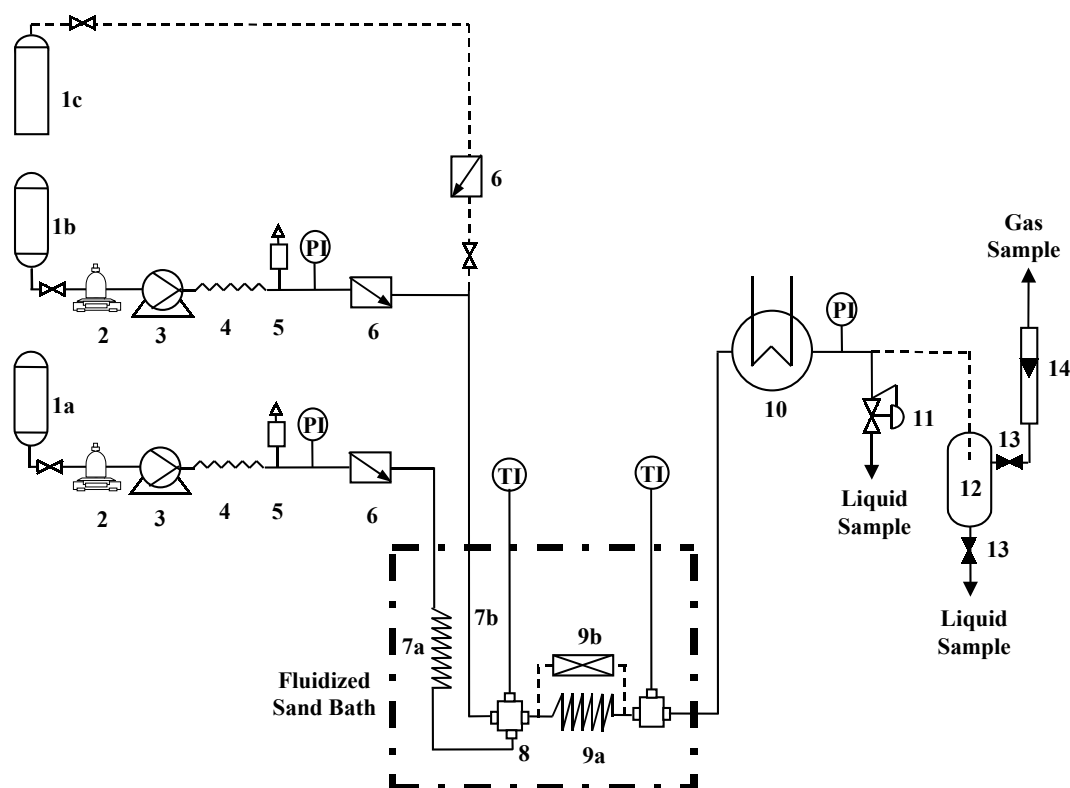 1c
6
1b
PI
2
3
4
5
6
1a
PI
2
3
4
5
6
TI
TI
10
PI
11
Liquid
Sample
Gas
Sample
14
13
12
13
Liquid
Sample
7b
7a
9b
Fluidized
Sand Bath
8
9a